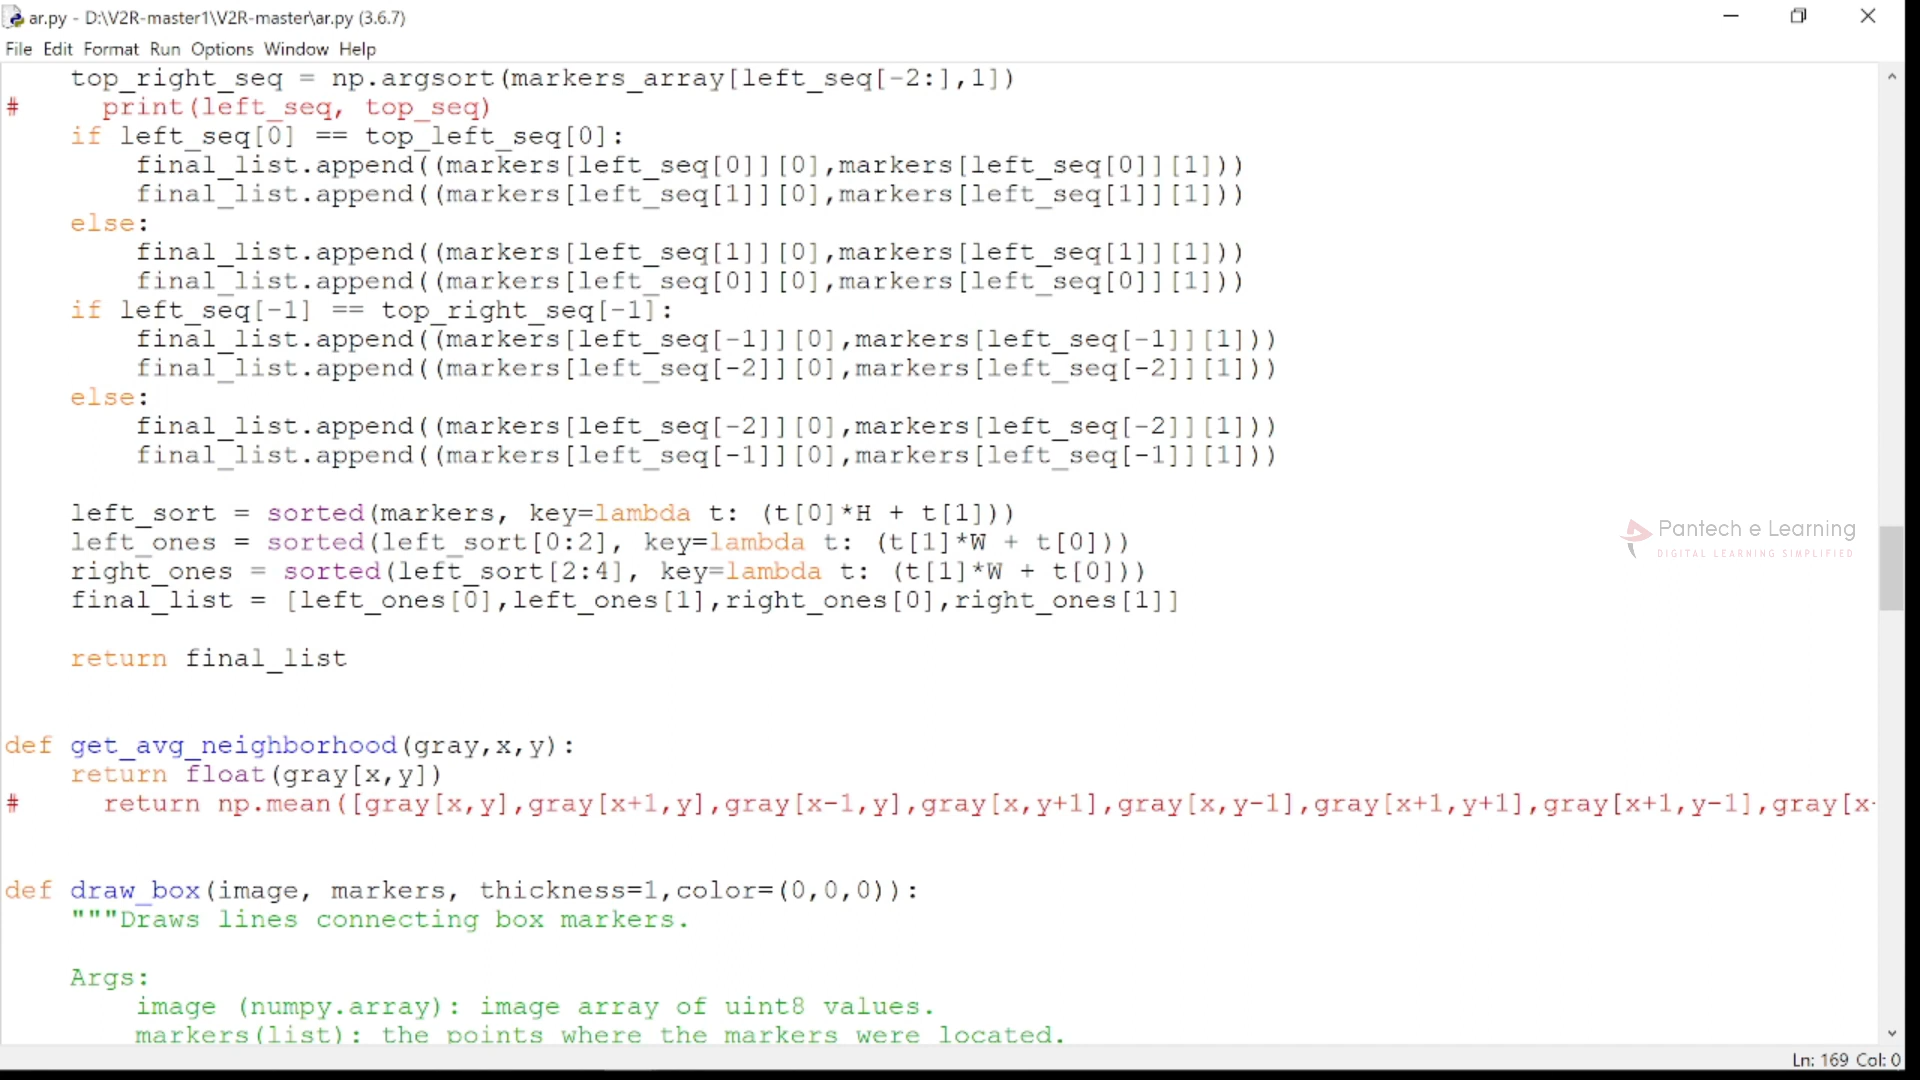 ar.py - D:\V2R-master1\V2R-master\ar.py (3.6.7)
File Edit Format Run Options Window Help
    top_right_seq = np.argsort(markers_array[left_seq[-2:],1])
#     print(left_seq, top_seq)
    if left_seq[0] == top_left_seq[0]:
        final_list.append((markers[left_seq[0]][0],markers[left_seq[0]][1]))
        final_list.append((markers[left_seq[1]][0],markers[left_seq[1]][1]))
    else:
        final_list.append((markers[left_seq[1]][0],markers[left_seq[1]][1]))
        final_list.append((markers[left_seq[0]][0],markers[left_seq[0]][1]))
    if left_seq[-1] == top_right_seq[-1]:
        final_list.append((markers[left_seq[-1]][0],markers[left_seq[-1]][1]))
        final_list.append((markers[left_seq[-2]][0],markers[left_seq[-2]][1]))
    else:
        final_list.append((markers[left_seq[-2]][0],markers[left_seq[-2]][1]))
        final_list.append((markers[left_seq[-1]][0],markers[left_seq[-1]][1]))
    left_sort = sorted(markers, key=lambda t: (t[0]*H + t[1]))
    left_ones = sorted(left_sort[0:2], key=lambda t: (t[1]*W + t[0]))
    right_ones = sorted(left_sort[2:4], key=lambda t: (t[1]*W + t[0]))
    final_list = [left_ones[0],left_ones[1],right_ones[0],right_ones[1]]
    return final_list
def get_avg_neighborhood(gray,x,y):
    return float(gray[x,y])
#     return np.mean([gray[x,y],gray[x+1,y],gray[x-1,y],gray[x,y+1],gray[x,y-1],gray[x+1,y+1],gray[x+1,y-1],gray[x-
def draw_box(image, markers, thickness=1,color=(0,0,0)):
    """Draws lines connecting box markers.
    Args:
        image (numpy.array): image array of uint8 values.
        markers(list): the points where the markers were located.
Pantech e Learning
DIGITAL LEARNING SIMPLIFIED
Ln: 169 Col: 0